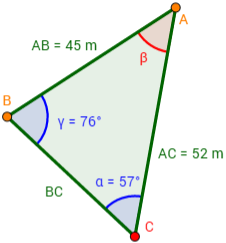 A
AB = 45 m
β
B
γ = 76°
AC = 52 m
α = 57°
BC
C